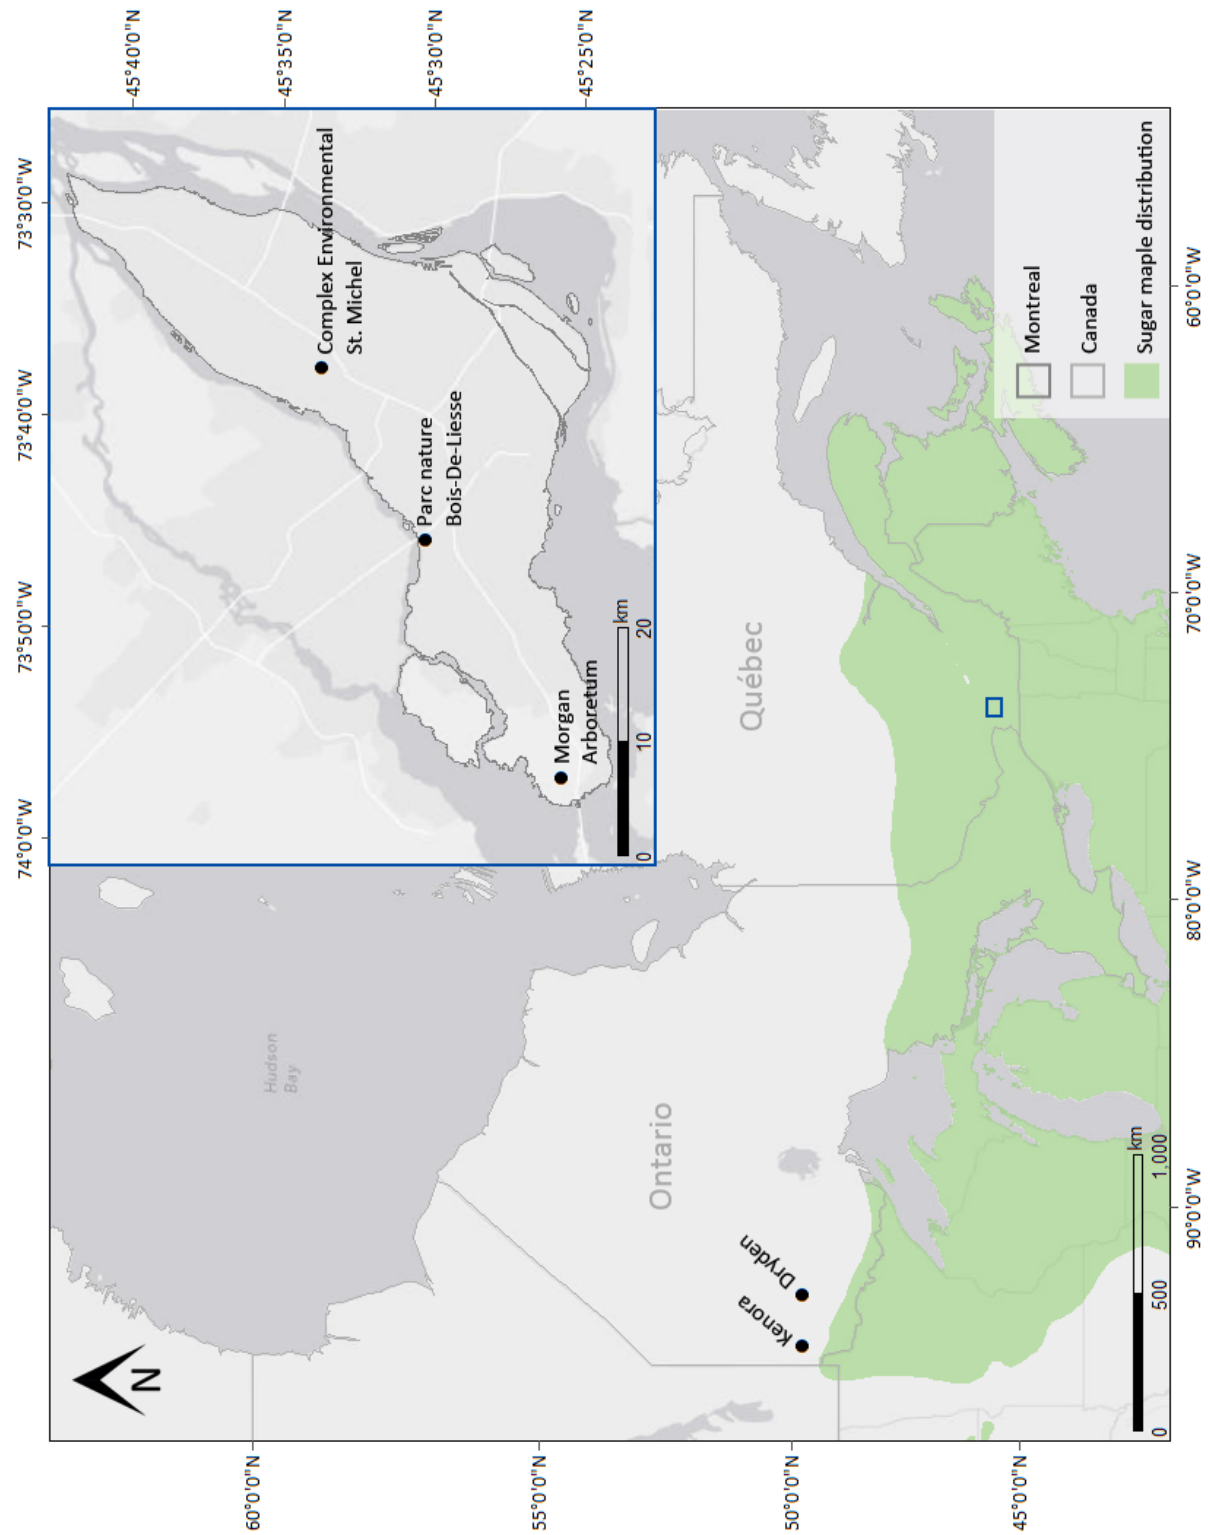 74°0'0"W
73°50'0"W
73°40'0"W
73°30'0"W
45°40'0"N
45°35'0"N
45°30'0"N
45°25'0"N
Complex Environmental
St. Michel
Parc nature
Bois-De-Liesse
Morgan
Arboretum
0
10
20
km
N
Hudson
Bay
Ontario
Québec
Kenora
Dryden
Montreal
Canada
Sugar maple distribution
0
500
1,000
km
60°0'0"N
55°0'0"N
50°0'0"N
45°0'0"N
90°0'0"W
80°0'0"W
70°0'0"W
60°0'0"W